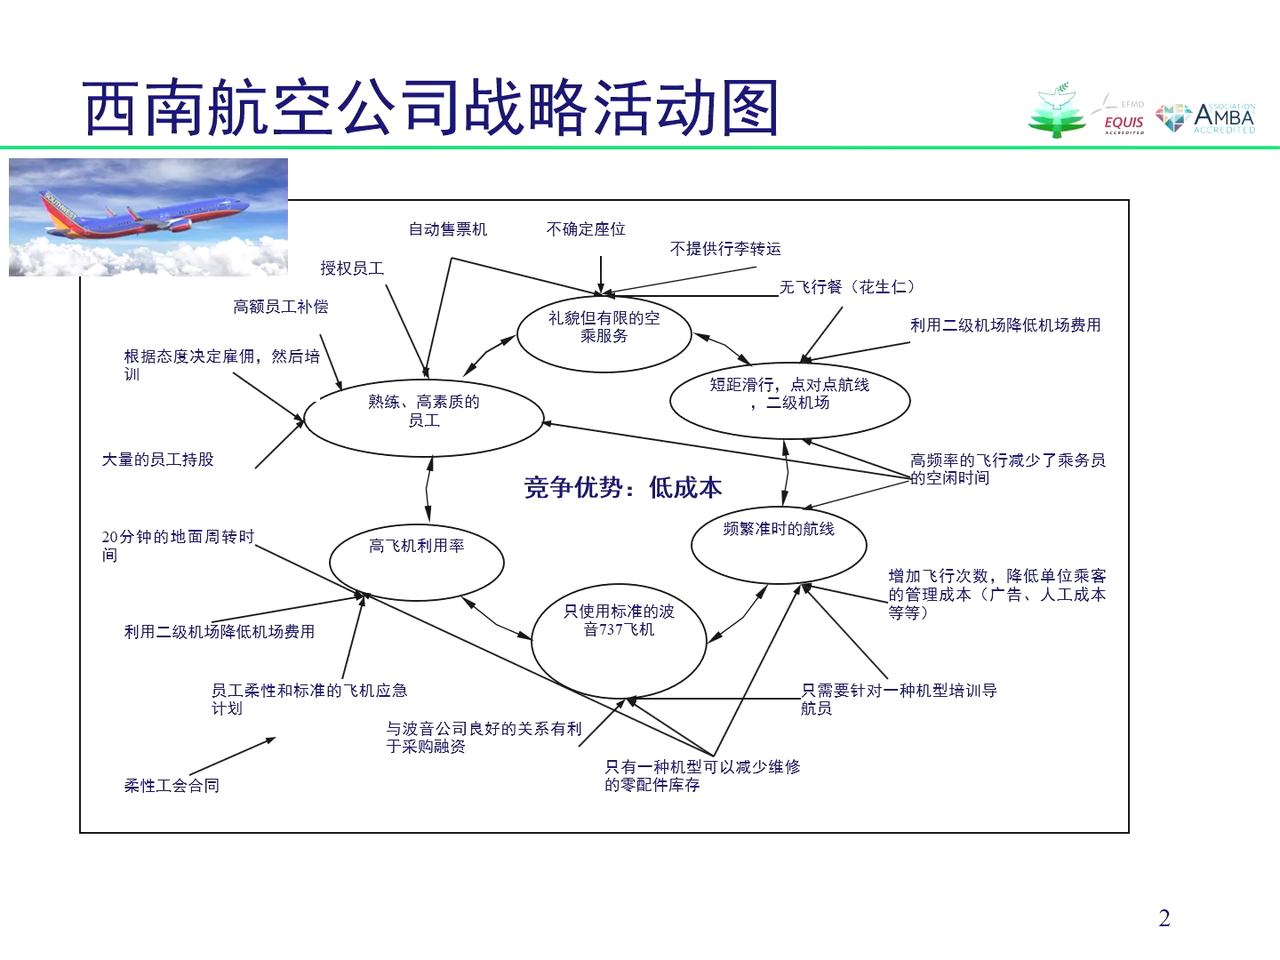 西南航空公司战略活动图
EFMD
EQUIS
ACCREDITED
ASSOCIATION
AMBA
ACCREDITED
SOUTHWEST
自动售票机
不确定座位
不提供行李转运
授权员工
无飞行餐（花生仁）
高额员工补偿
礼貌但有限的空
乘服务
利用二级机场降低机场费用
根据态度决定雇佣，然后培
训
短距滑行，点对点航线
，二级机场
熟练、高素质的
员工
大量的员工持股
高频率的飞行减少了乘务员
的空闲时间
竞争优势：低成本
20分钟的地面周转时
间
高飞机利用率
频繁准时的航线
增加飞行次数，降低单位乘客
的管理成本（广告、人工成本
等等）
只使用标准的波
音737飞机
利用二级机场降低机场费用
员工柔性和标准的飞机应急
计划
只需要针对一种机型培训导
航员
与波音公司良好的关系有利
于采购融资
只有一种机型可以减少维修
的零配件库存
柔性工会合同
2